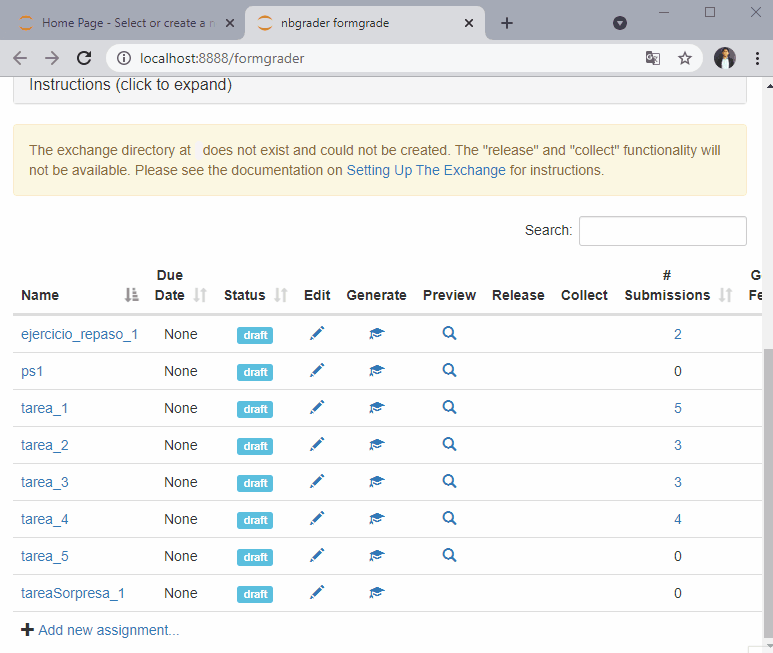 Home Page - Select or create a n
nbgrader formgrade
localhost:8888/formgrader
Instructions (click to expand)
The exchange directory at does not exist and could not be created. The "release" and "collect" functionality will
not be available. Please see the documentation on Setting Up The Exchange for instructions.
Search:
Name Due Date Status Edit Generate Preview Release Collect # Submissions G Fe
ejercicio_repaso_1 None draft 2
ps1 None draft 0
tarea_1 None draft 5
tarea_2 None draft 3
tarea_3 None draft 3
tarea_4 None draft 4
tarea_5 None draft 0
tareaSorpresa_1 None draft 0
Add new assignment...